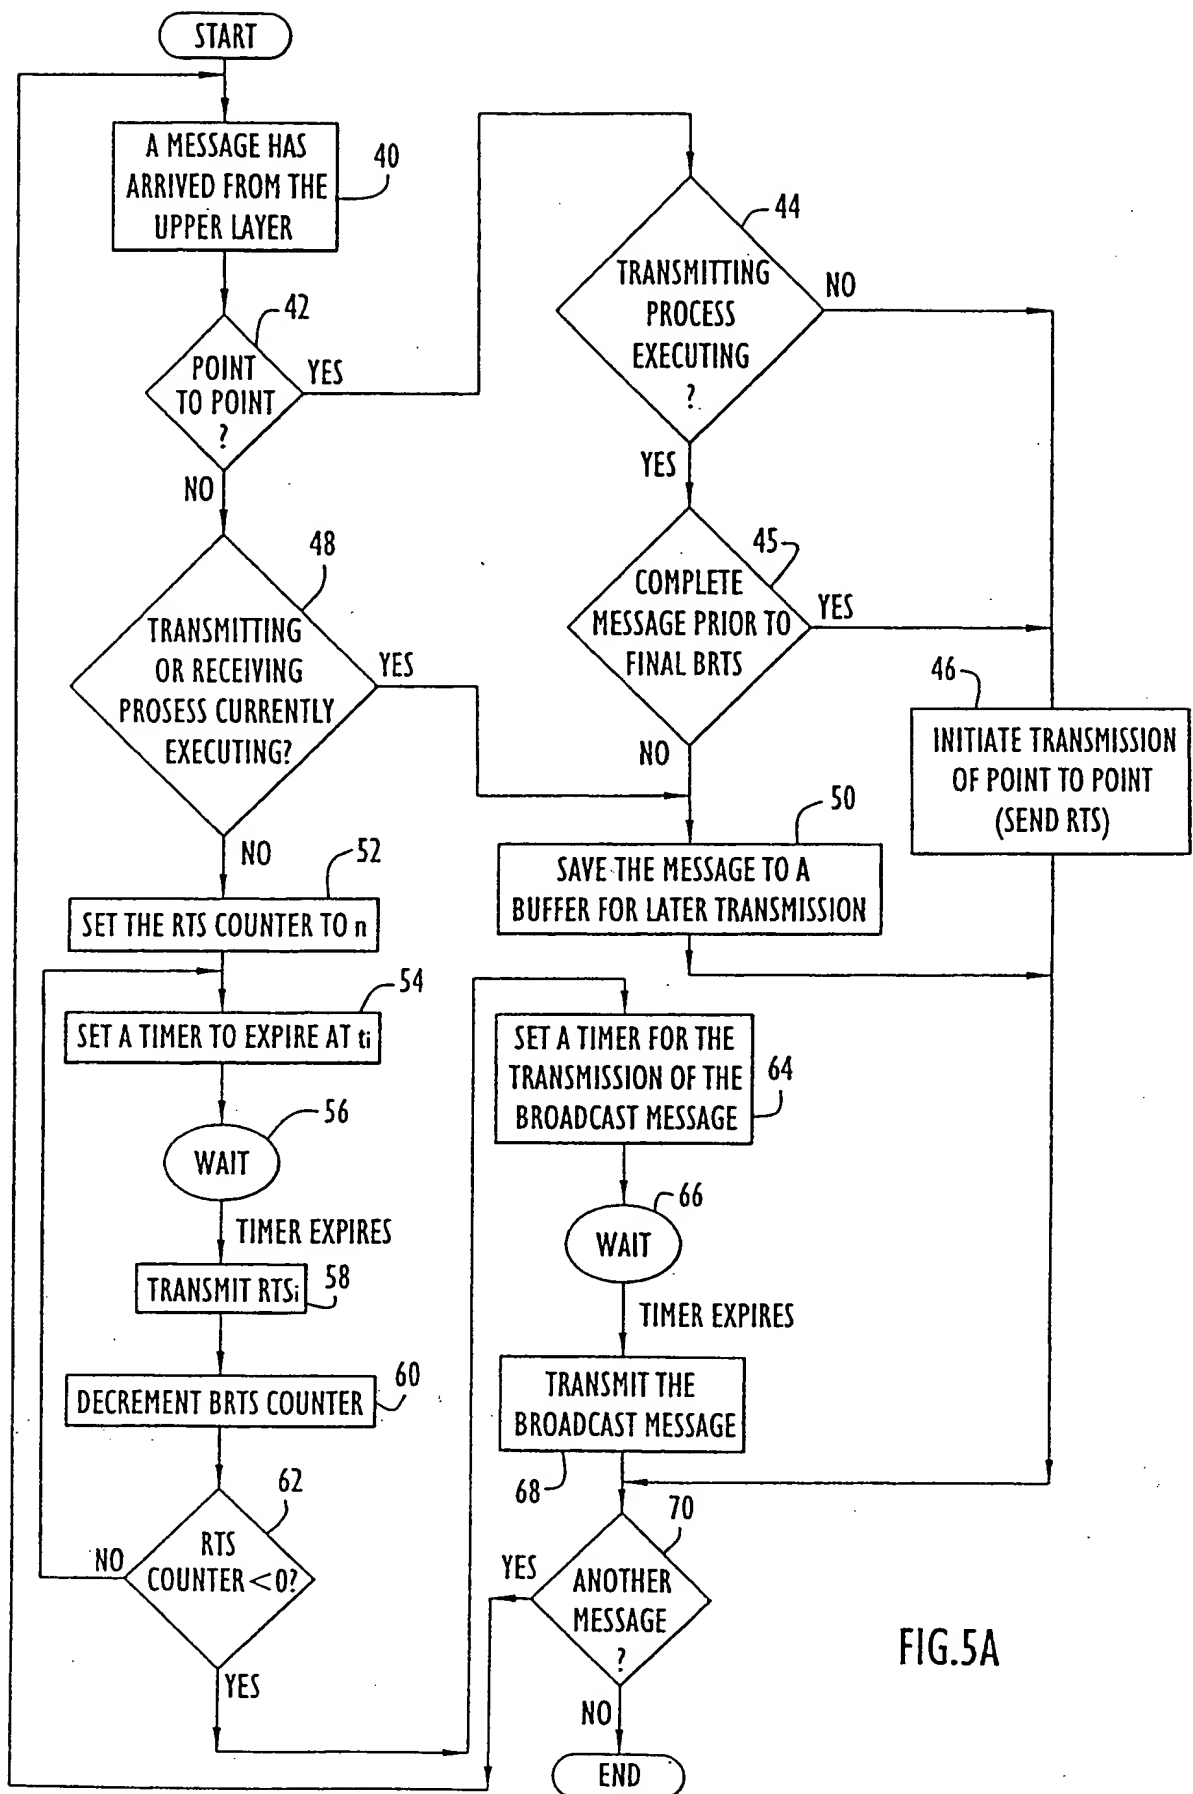 START
A MESSAGE HAS
ARRIVED FROM THE
UPPER LAYER
40
42
POINT
TO POINT
?
YES
NO
44
TRANSMITTING
PROCESS
EXECUTING
?
NO
YES
45
COMPLETE
MESSAGE PRIOR TO
FINAL BRTS
YES
NO
46
INITIATE TRANSMISSION
OF POINT TO POINT
(SEND RTS)
48
TRANSMITTING
OR RECEIVING
PROSESS CURRENTLY
EXECUTING?
YES
NO
50
SAVE THE MESSAGE TO A
BUFFER FOR LATER TRANSMISSION
52
SET THE RTS COUNTER TO n
54
SET A TIMER TO EXPIRE AT ti
56
WAIT
TIMER EXPIRES
TRANSMIT RTSi
58
DECREMENT BRTS COUNTER
60
62
RTS
COUNTER <0?
NO
YES
SET A TIMER FOR THE
TRANSMISSION OF THE
BROADCAST MESSAGE
64
66
WAIT
TIMER EXPIRES
TRANSMIT THE
BROADCAST MESSAGE
68
70
ANOTHER
MESSAGE
?
YES
NO
END
FIG.5A